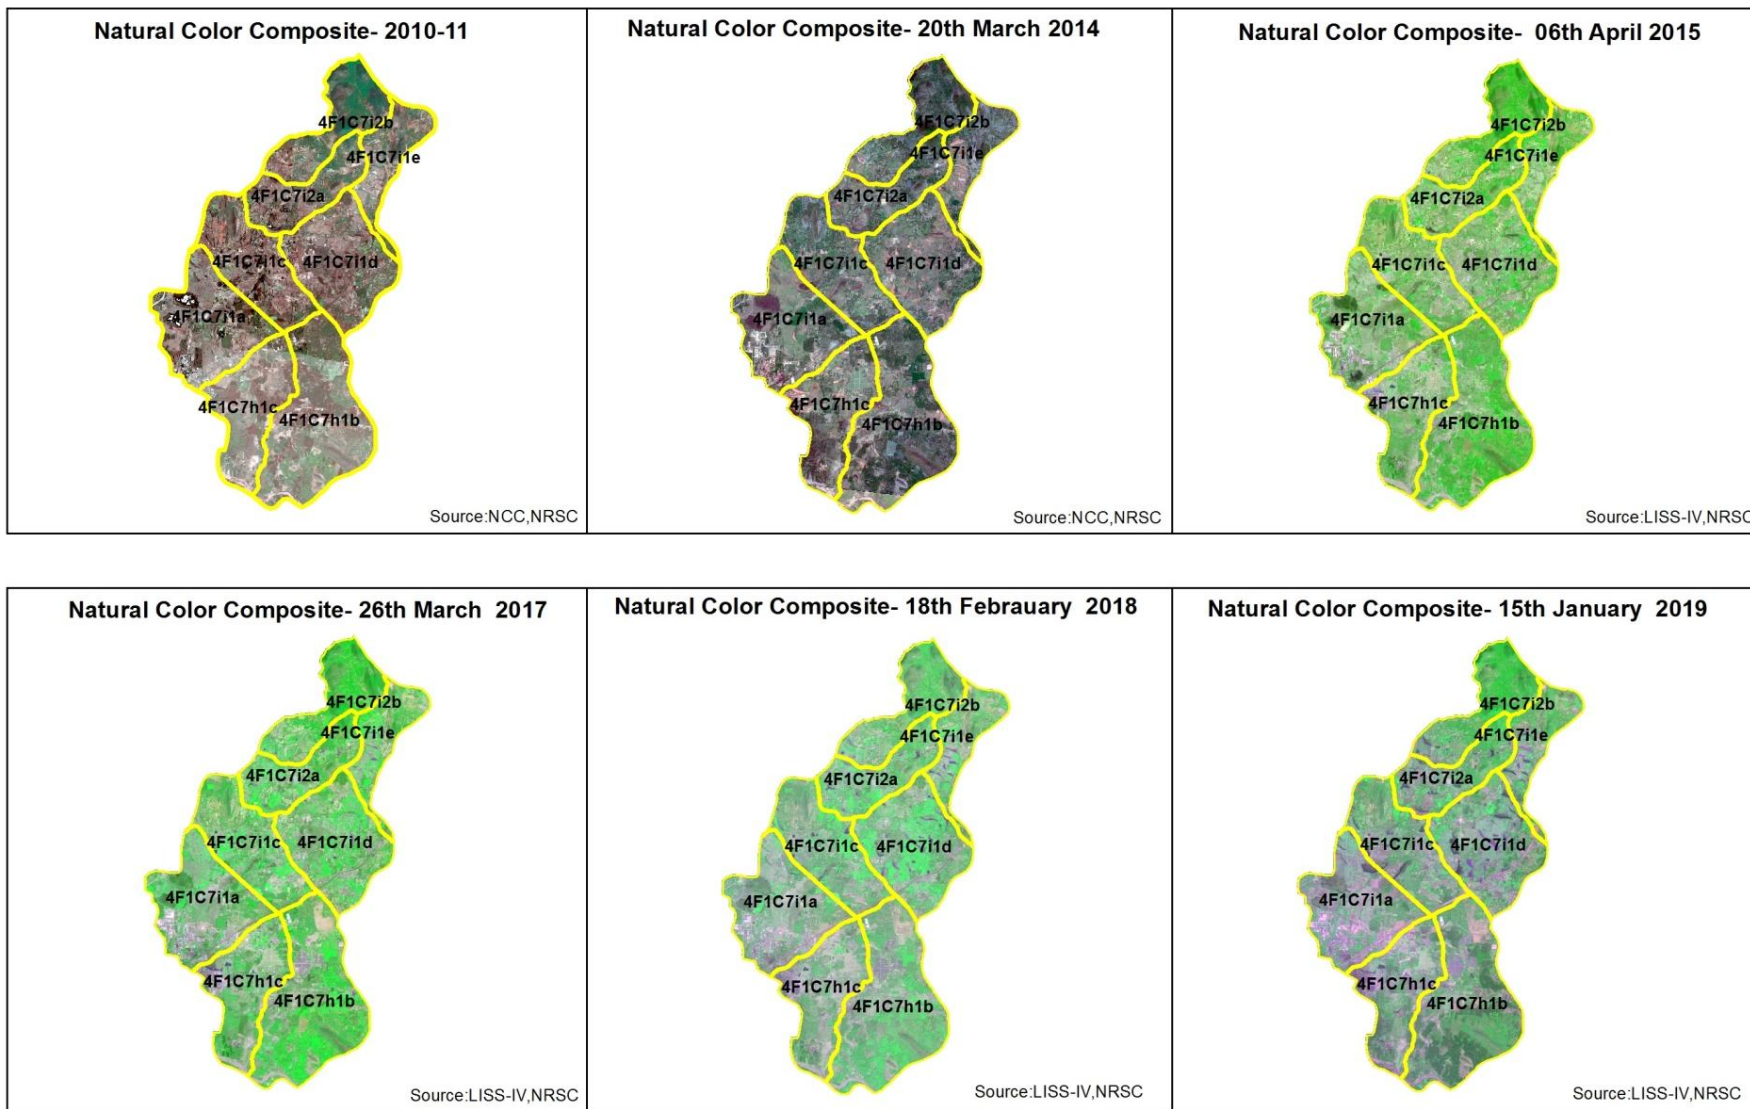 Natural Color Composite- 2010-11
4F1C7i2b
4F1C7i1e
4F1C7i2a
4F1C7i1c
4F1C7i1d
4F1C7i1a
4F1C7h1c
4F1C7h1b
Source:NCC,NRSC
Natural Color Composite- 20th March 2014
4F1C7i2b
4F1C7i1e
4F1C7i2a
4F1C7i1c
4F1C7i1d
4F1C7i1a
4F1C7h1c
4F1C7h1b
Source:NCC,NRSC
Natural Color Composite- 06th April 2015
4F1C7i2b
4F1C7i1e
4F1C7i2a
4F1C7i1c
4F1C7i1d
4F1C7i1a
4F1C7h1c
4F1C7h1b
Source:LISS-IV,NRSC
Natural Color Composite- 26th March 2017
4F1C7i2b
4F1C7i1e
4F1C7i2a
4F1C7i1c
4F1C7i1d
4F1C7i1a
4F1C7h1c
4F1C7h1b
Source:LISS-IV,NRSC
Natural Color Composite- 18th Febrauary 2018
4F1C7i2b
4F1C7i1e
4F1C7i2a
4F1C7i1c
4F1C7i1d
4F1C7i1a
4F1C7h1c
4F1C7h1b
Source:LISS-IV,NRSC
Natural Color Composite- 15th January 2019
4F1C7i2b
4F1C7i1e
4F1C7i2a
4F1C7i1c
4F1C7i1d
4F1C7i1a
4F1C7h1c
4F1C7h1b
Source:LISS-IV,NRSC